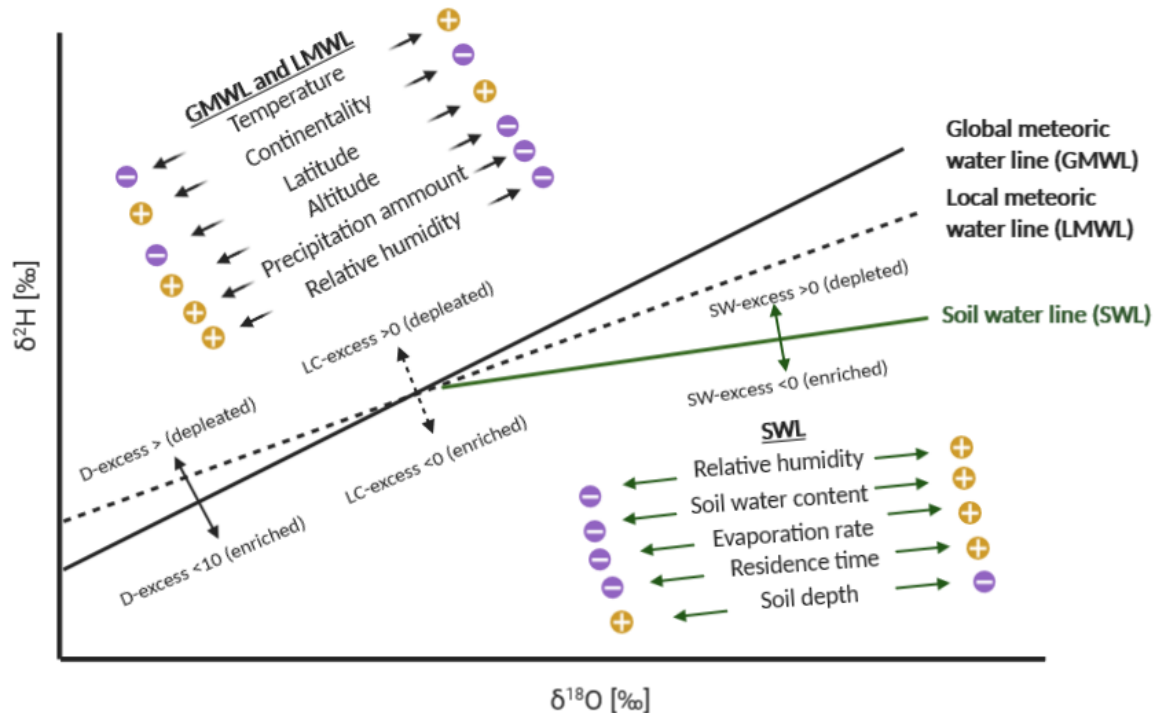 GMWL and LMWL
Temperature
Continentality
Latitude
Altitude
Precipitation ammount
Relative humidity
Global meteoric
water line (GMWL)
Local meteoric
water line (LMWL)
Soil water line (SWL)
SW-excess >0 (depleted)
SW-excess <0 (enriched)
LC-excess >0 (depleated)
LC-excess <0 (enriched)
D-excess > (depleated)
D-excess <10 (enriched)
SWL
Relative humidity
Soil water content
Evaporation rate
Residence time
Soil depth
δ²H [‰]
δ¹⁸O [‰]